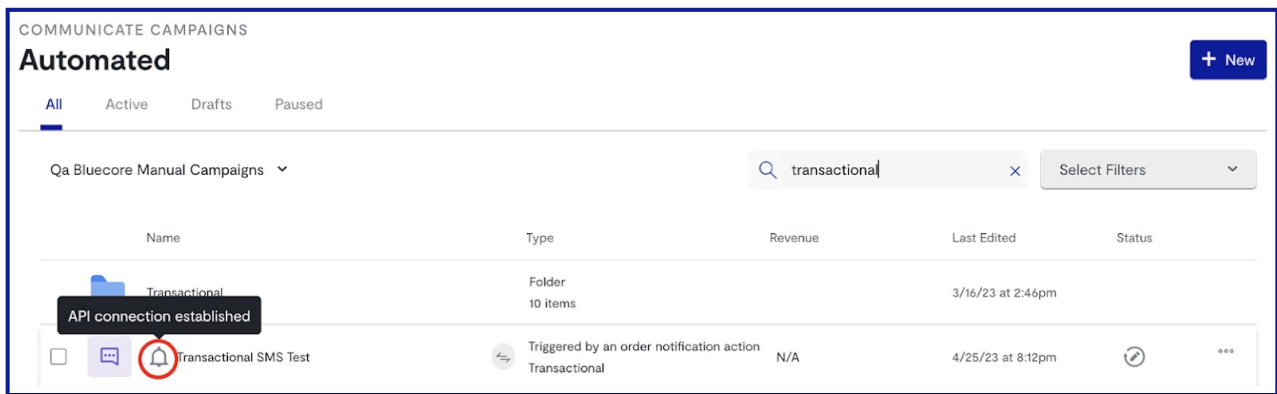 COMMUNICATE CAMPAIGNS
Automated
+ New
All Active Drafts Paused
Qa Bluecore Manual Campaigns
transactional
Select Filters
Name Type Revenue Last Edited Status
Folder
Transactional 3/16/23 at 2:46pm
10 items
API connection established
Triggered by an order notification action
Transactional SMS Test N/A 4/25/23 at 8:12pm
Transactional